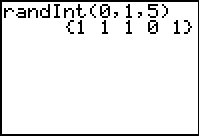 randInt(0,1,5)
{1 1 1 0 1}